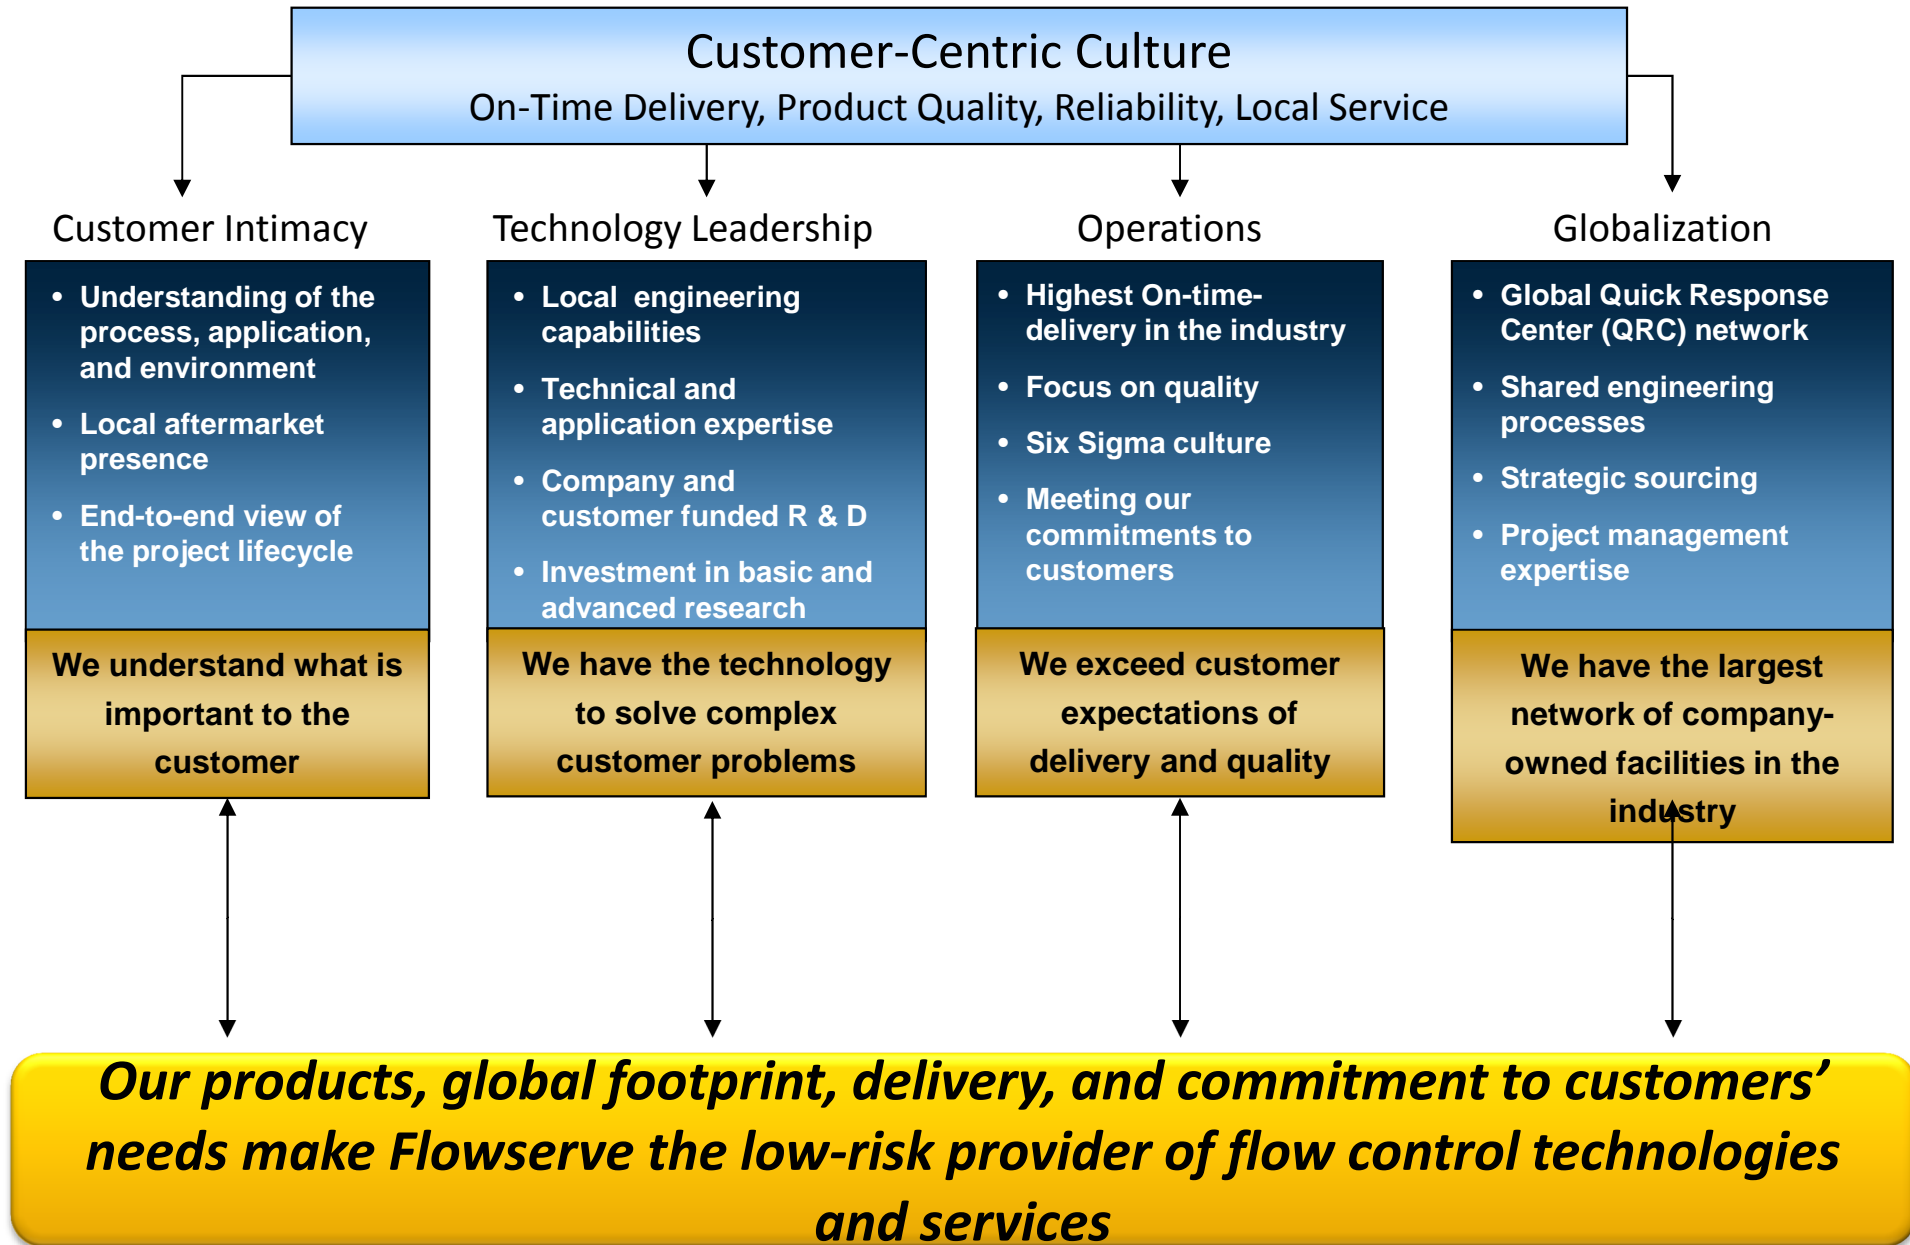 Customer-Centric Culture
On-Time Delivery, Product Quality, Reliability, Local Service
Customer Intimacy
• Understanding of the
process, application,
and environment
• Local aftermarket
presence
• End-to-end view of
the project lifecycle
We understand what is
important to the
customer
Technology Leadership
• Local engineering
capabilities
• Technical and
application expertise
• Company and
customer funded R & D
• Investment in basic and
advanced research
We have the technology
to solve complex
customer problems
Operations
• Highest On-time-
delivery in the industry
• Focus on quality
• Six Sigma culture
• Meeting our
commitments to
customers
We exceed customer
expectations of
delivery and quality
Globalization
• Global Quick Response
Center (QRC) network
• Shared engineering
processes
• Strategic sourcing
• Project management
expertise
We have the largest
network of company-
owned facilities in the
industry
Our products, global footprint, delivery, and commitment to customers’
needs make Flowserve the low-risk provider of flow control technologies
and services